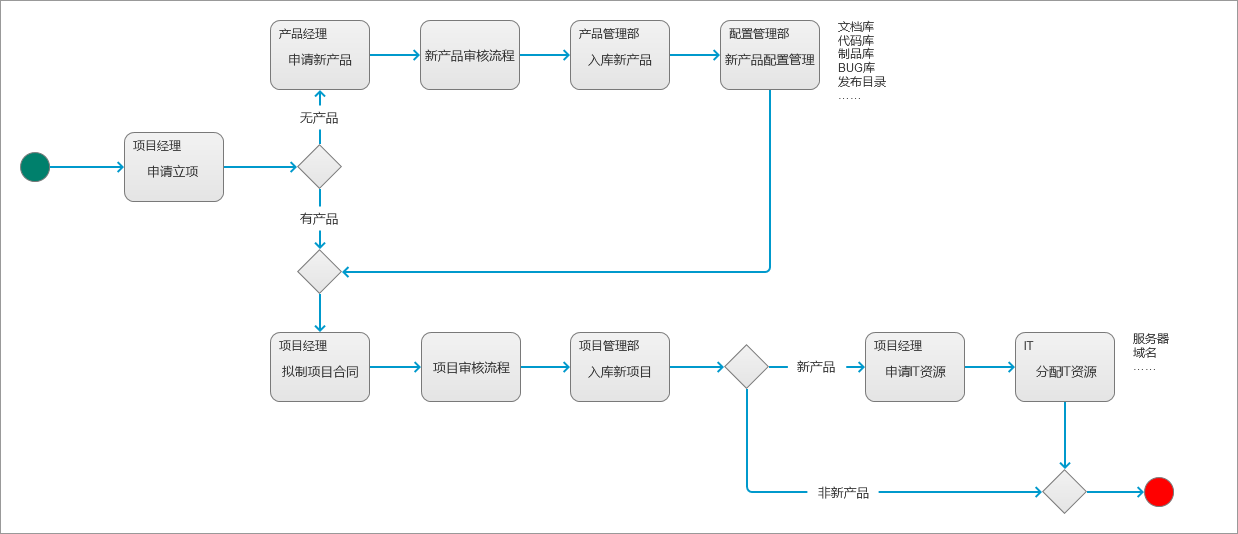 产品经理
申请新产品
新产品审核流程
产品管理部
入库新产品
配置管理部
新产品配置管理
文档库
代码库
制品库
BUG库
发布目录
……
无产品
项目经理
申请立项
有产品
项目经理
拟制项目合同
项目审核流程
项目管理部
入库新项目
新产品
项目经理
申请IT资源
IT
分配IT资源
服务器
域名
……
非新产品